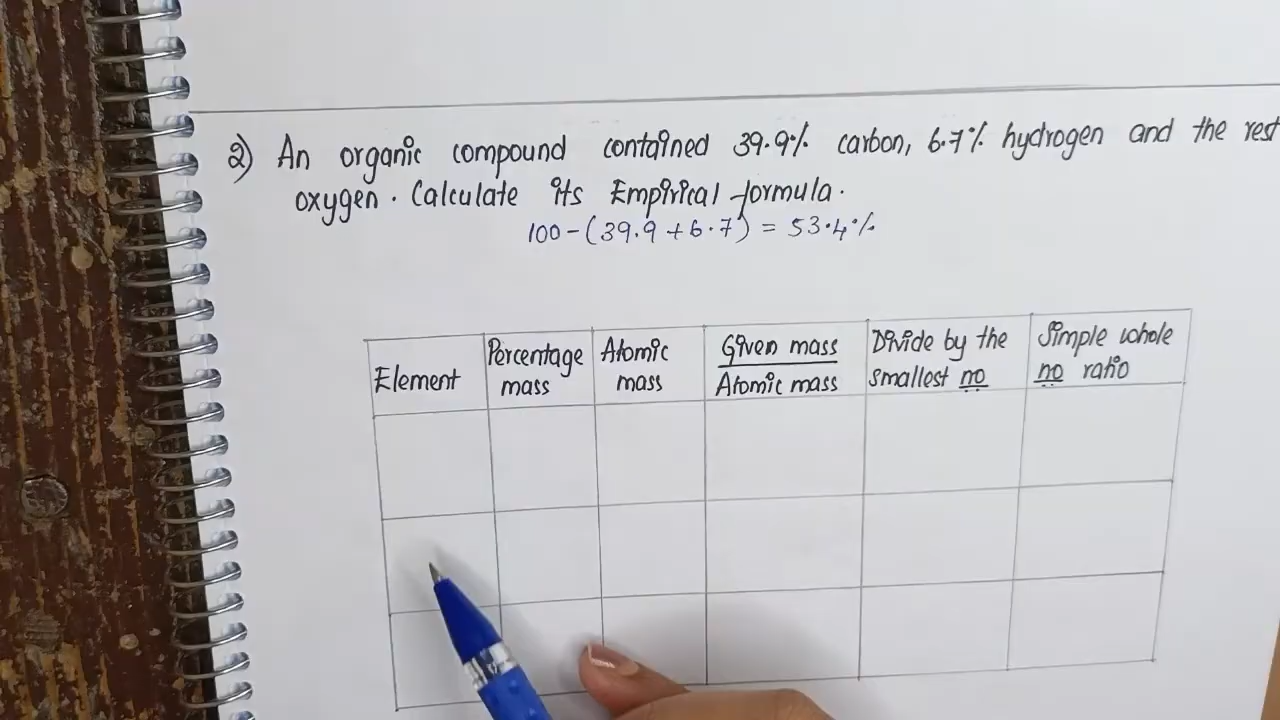 2) An organic compound contained 39.9% carbon, 6.7% hydrogen and the rest
oxygen. Calculate its Empirical formula.
100-(39.9+6.7) = 53.4%
Element
Percentage mass
Atomic mass
Given mass
Atomic mass
Divide by the
smallest no
Simple whole
no ratio